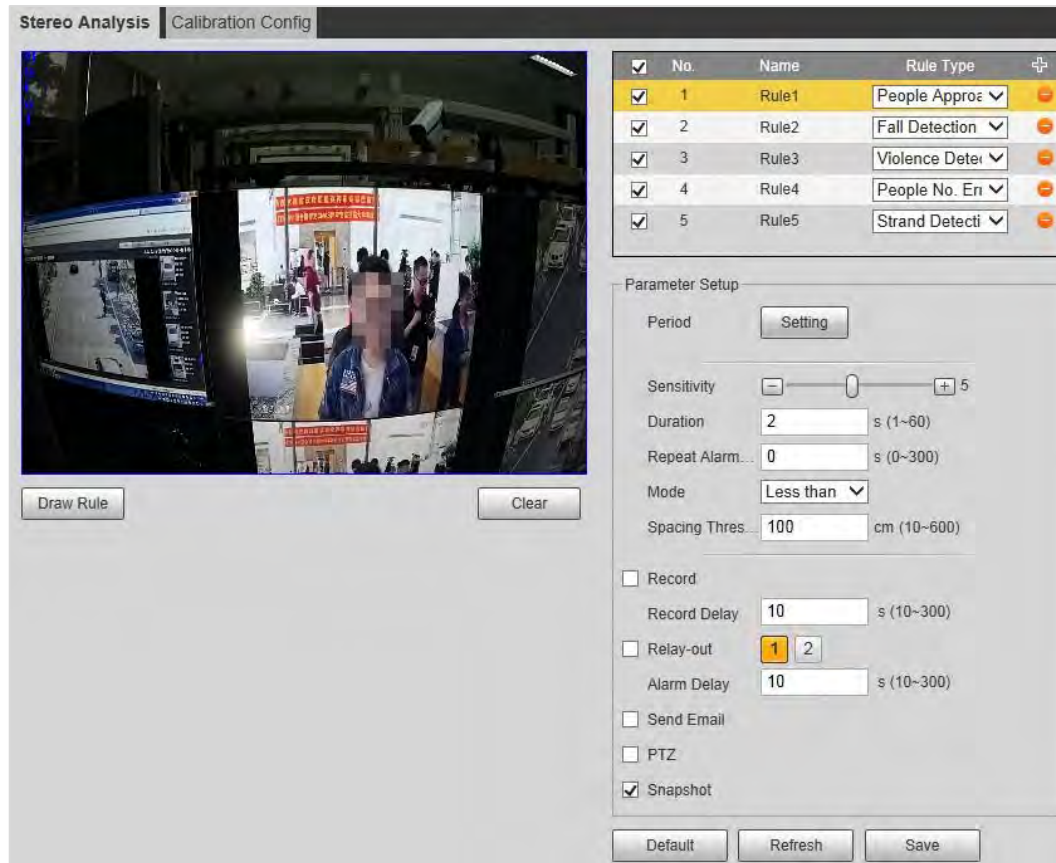 Stereo Analysis Calibration Config
No. Name Rule Type
1 Rule1 People Approa
2 Rule2 Fall Detection
3 Rule3 Violence Detec
4 Rule4 People No. Err
5 Rule5 Strand Detecti
Parameter Setup
Period Setting
Sensitivity 5
Duration 2 s (1~60)
Repeat Alarm... 0 s (0~300)
Mode Less than
Draw Rule Clear
Spacing Thres... 100 cm (10~600)
Record
Record Delay 10 s (10~300)
Relay-out 1 2
Alarm Delay 10 s (10~300)
Send Email
PTZ
Snapshot
Default Refresh Save